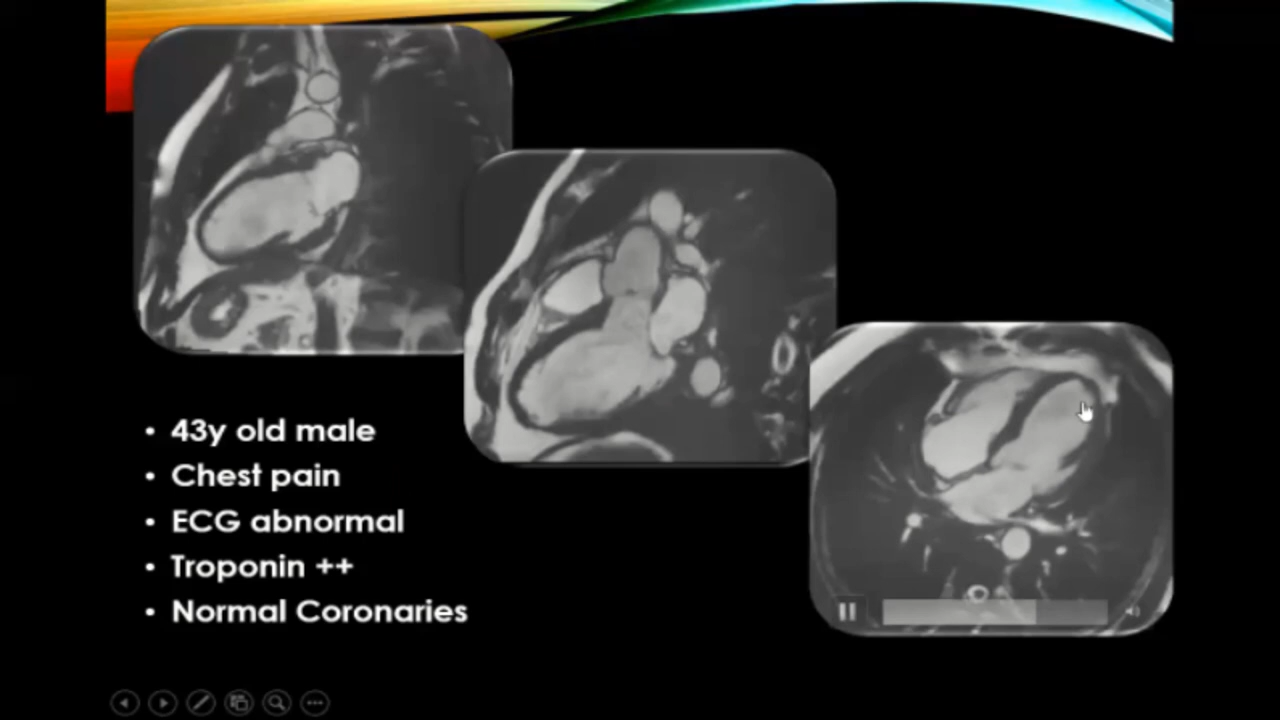 • 43y old male
• Chest pain
• ECG abnormal
• Troponin ++
• Normal Coronaries